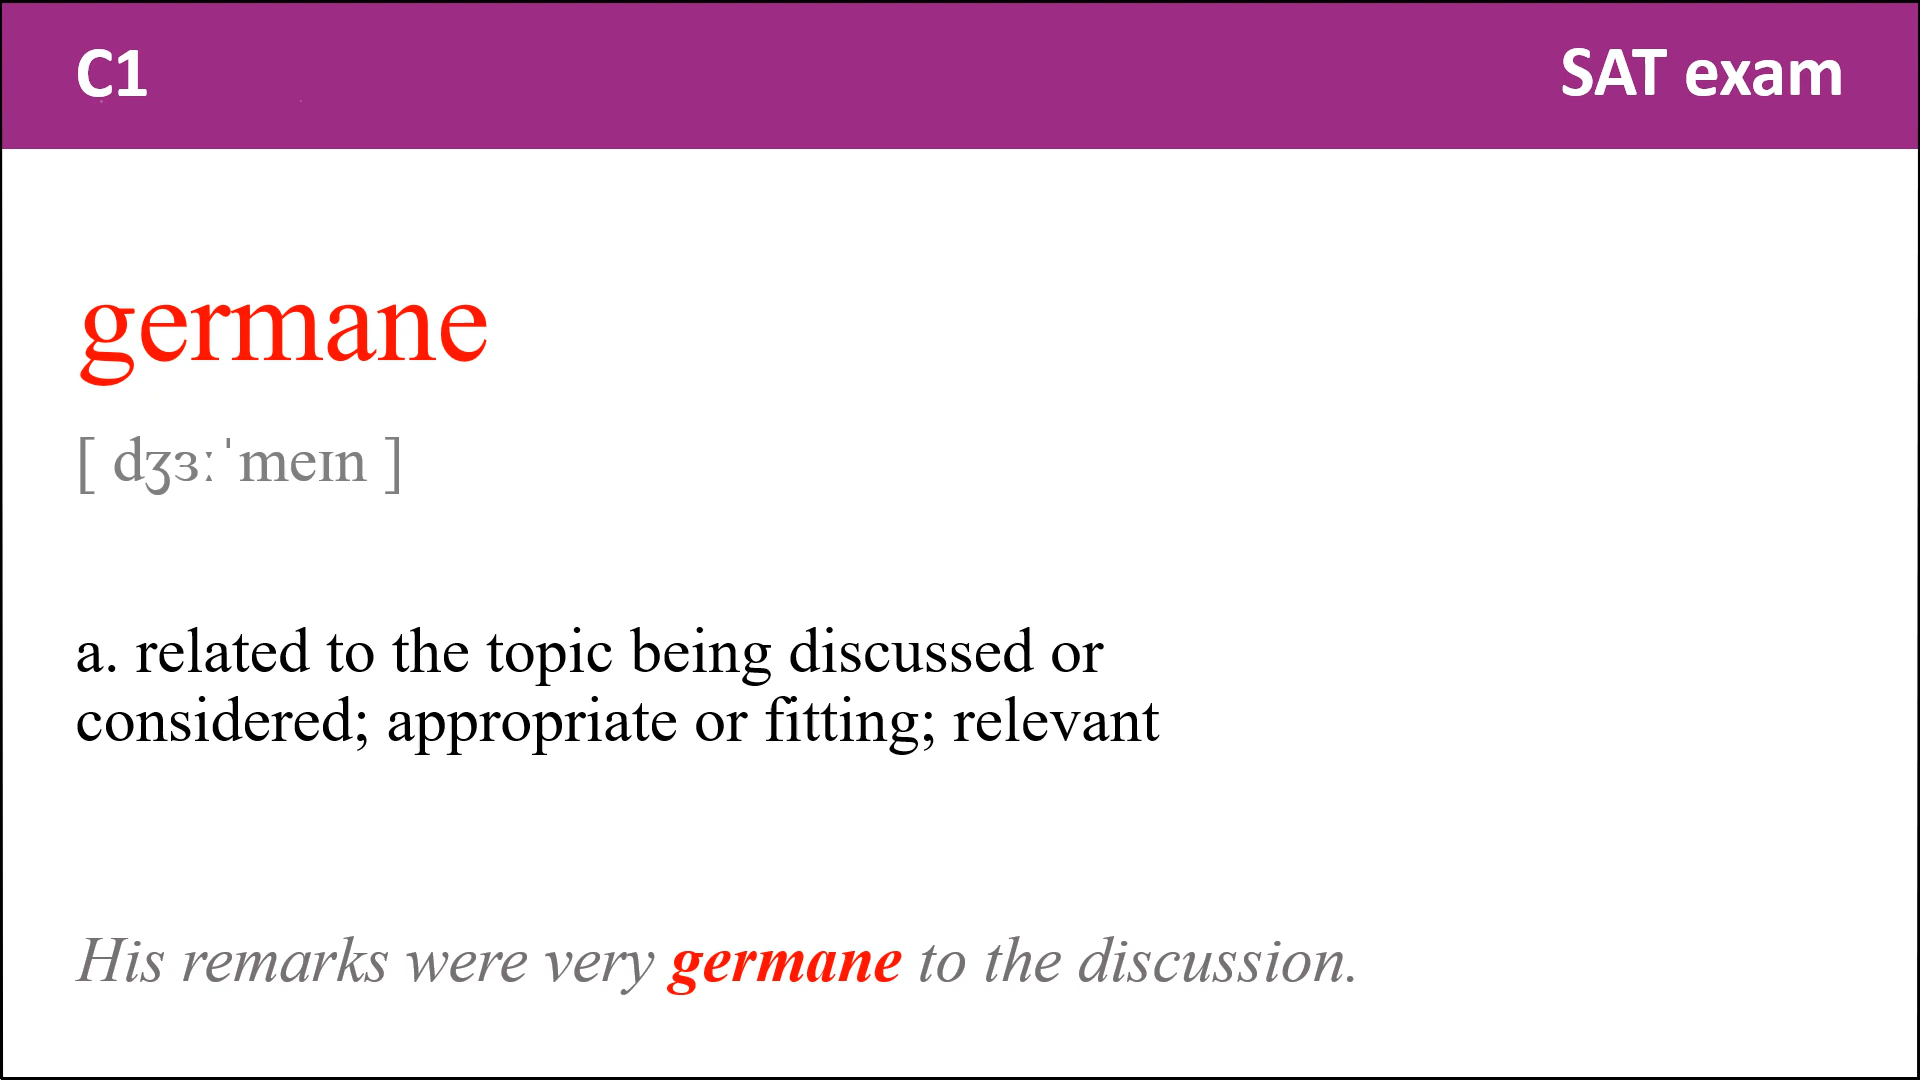 C1 SAT exam
germane
[ dʒɜːˈmeɪn ]
a. related to the topic being discussed or
considered; appropriate or fitting; relevant
His remarks were very germane to the discussion.